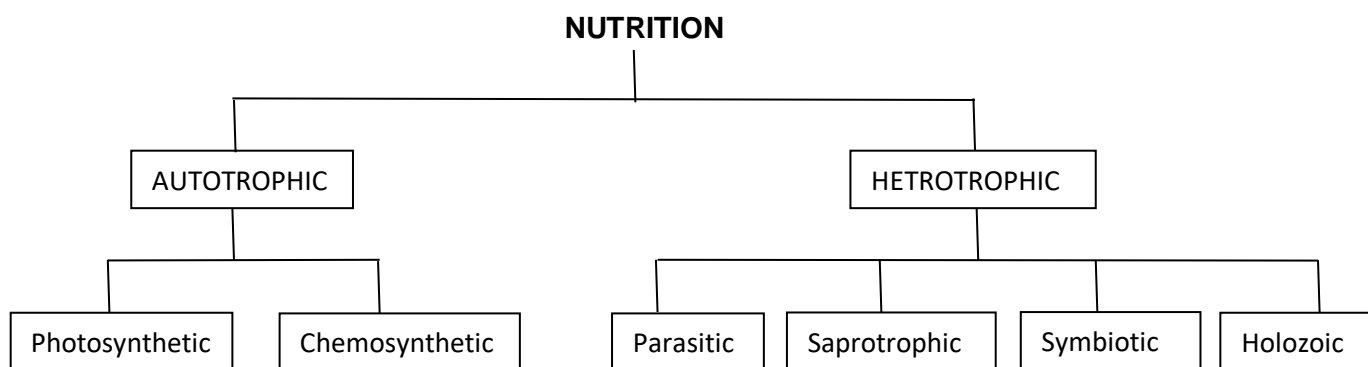 NUTRITION
AUTOTROPHIC
HETROTROPHIC
Photosynthetic
Chemosynthetic
Parasitic
Saprotrophic
Symbiotic
Holozoic